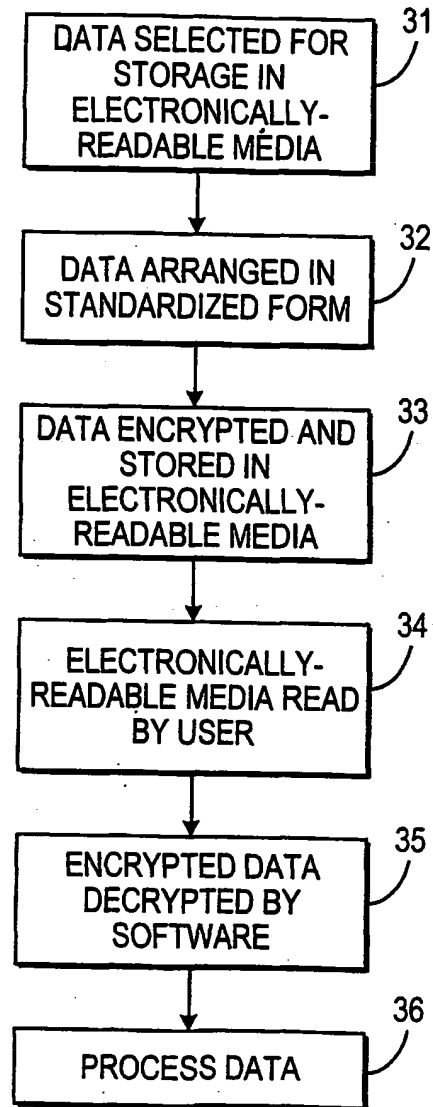 31
DATA SELECTED FOR
STORAGE IN
ELECTRONICALLY-
READABLE MEDIA
32
DATA ARRANGED IN
STANDARDIZED FORM
33
DATA ENCRYPTED AND
STORED IN
ELECTRONICALLY-
READABLE MEDIA
34
ELECTRONICALLY-
READABLE MEDIA READ
BY USER
35
ENCRYPTED DATA
DECRYPTED BY
SOFTWARE
36
PROCESS DATA